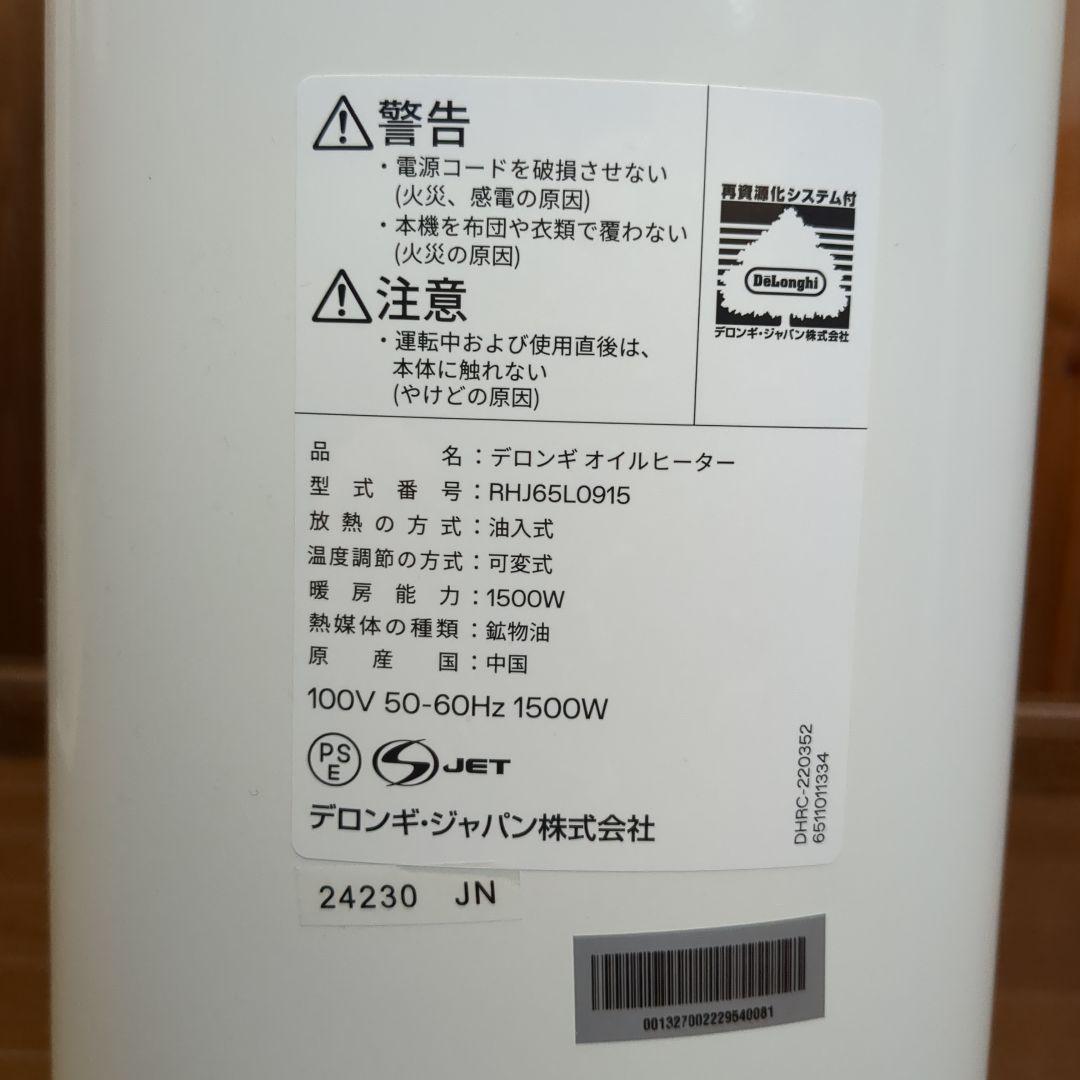 警告
・電源コードを破損させない
(火災、感電の原因)
・本機を布団や衣類で覆わない
(火災の原因)
注意
・運転中および使用直後は、
本体に触れない
(やけどの原因)
再資源化システム付
DeLonghi
デロンギ・ジャパン株式会社
品名：デロンギ オイルヒーター
型式番号：RHJ65L0915
放熱の方式：油入式
温度調節の方式：可変式
暖房能力：1500W
熱媒体の種類：鉱物油
原産国：中国
100V 50-60Hz 1500W
PS
E
S JET
デロンギ・ジャパン株式会社
DHRC-220352
6511011334
24230 JN
001327002229540081